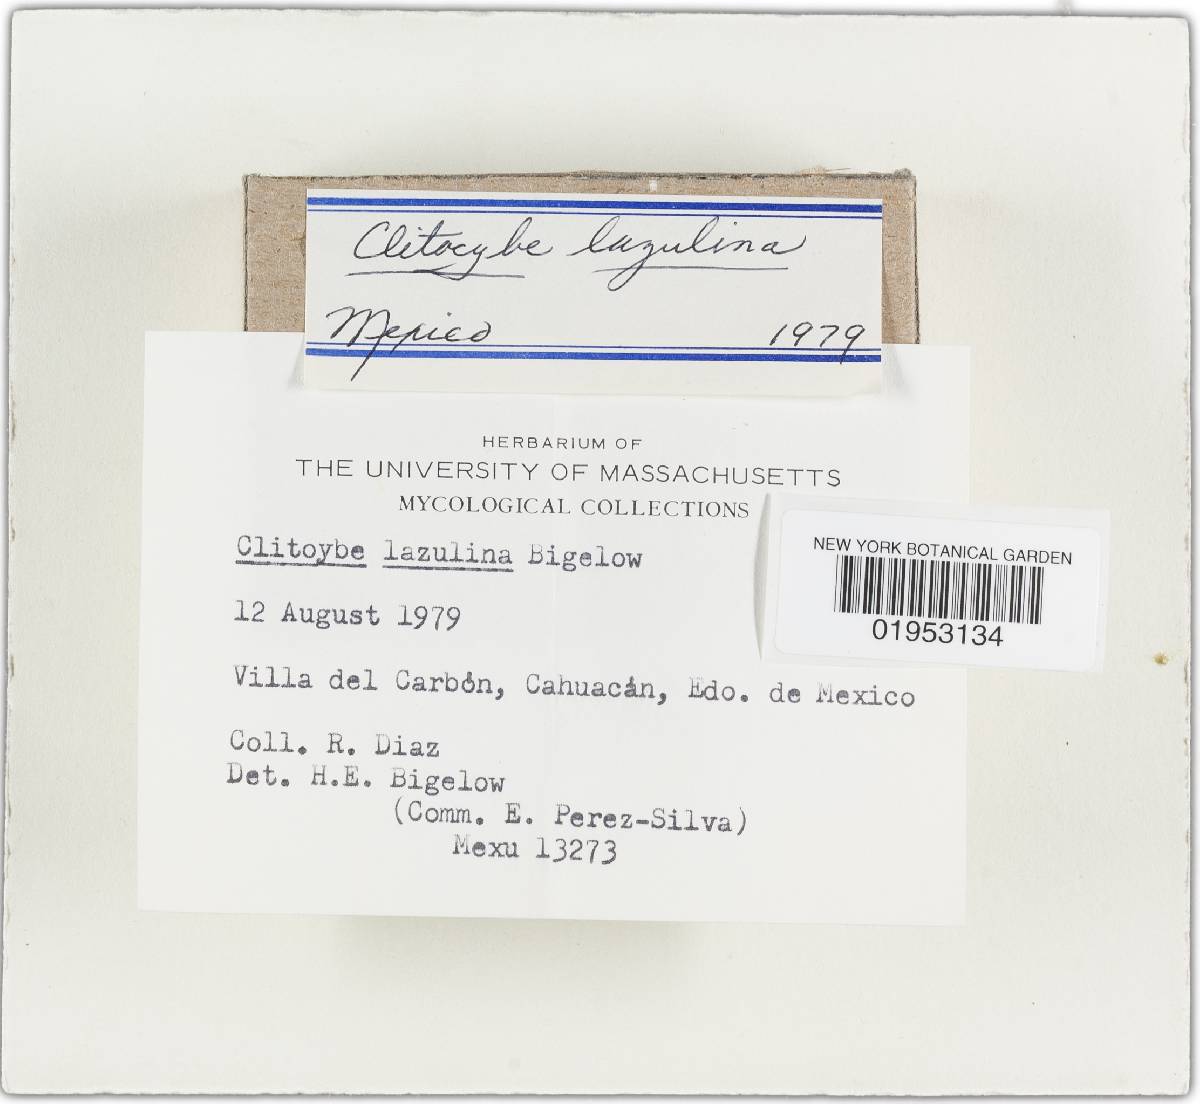 Clitocybe lazulina
Mexico 1979
HERBARIUM OF
THE UNIVERSITY OF MASSACHUSETTS
MYCOLOGICAL COLLECTIONS
Clitoybe lazulina Bigelow
12 August 1979
Villa del Carbón, Cahuacán, Edo. de Mexico
Coll. R. Diaz
Det. H.E. Bigelow
(Comm. E. Perez-Silva)
Mexu 13273
NEW YORK BOTANICAL GARDEN
01953134